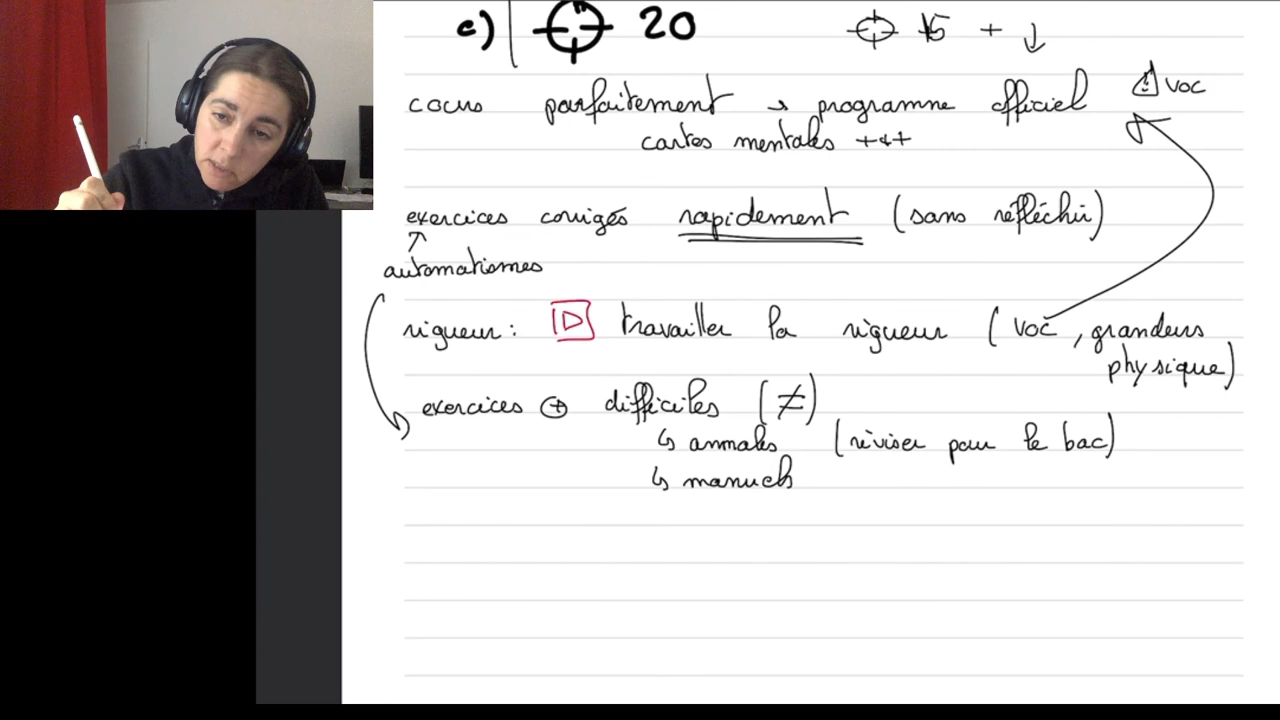 c) 20 15 + ↓
cours parfaitement → programme officiel ⚠ voc
cartes mentales +++
exercices corrigés rapidement (sans réfléchir)
↑
automatismes
rigueur : travailler la rigueur (voc, grandeurs
physique)
exercices ⊕ difficiles (≠)
↳ annales (réviser pour le bac)
↳ manuels